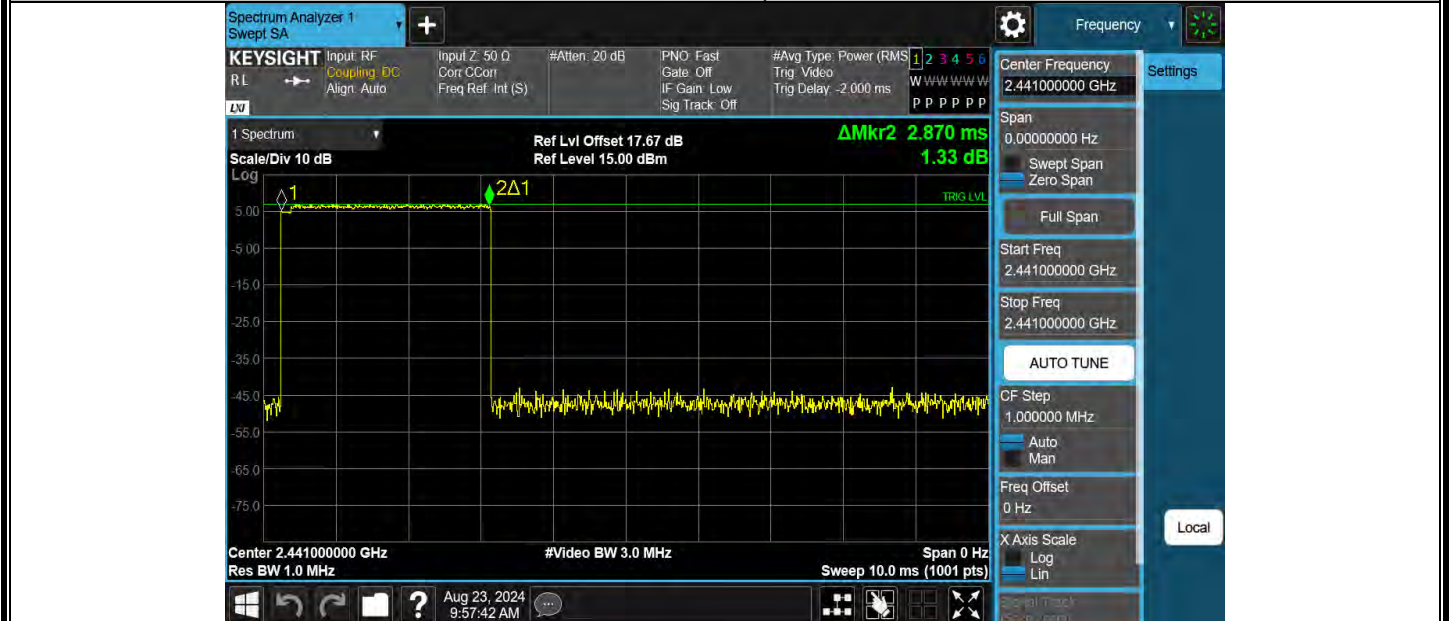 Spectrum Analyzer 1
Swept SA
+
Frequency
KEYSIGHT
RL
LXI
Input: RF
Coupling: DC
Align: Auto
Input Z: 50 Ω
Corr CCorr
Freq Ref: Int (S)
#Atten: 20 dB
PNO: Fast
Gate: Off
IF Gain: Low
Sig Track: Off
#Avg Type: Power (RMS
Trig: Video
Trig Delay: -2.000 ms
1 2 3 4 5 6
W W W W W W
P P P P P P
1 Spectrum
Scale/Div 10 dB
Log
Ref Lvl Offset 17.67 dB
Ref Level 15.00 dBm
ΔMkr2 2.870 ms
1.33 dB
1
2Δ1
TRIG LVL
5.00
-5.00
-15.0
-25.0
-35.0
-45.0
-55.0
-65.0
-75.0
Center 2.441000000 GHz
Res BW 1.0 MHz
#Video BW 3.0 MHz
Span 0 Hz
Sweep 10.0 ms (1001 pts)
Center Frequency
2.441000000 GHz
Settings
Span
0.00000000 Hz
Swept Span
Zero Span
Full Span
Start Freq
2.441000000 GHz
Stop Freq
2.441000000 GHz
AUTO TUNE
CF Step
1.000000 MHz
Auto
Man
Freq Offset
0 Hz
X Axis Scale
Log
Lin
Signal Track
Local
?
Aug 23, 2024
9:57:42 AM